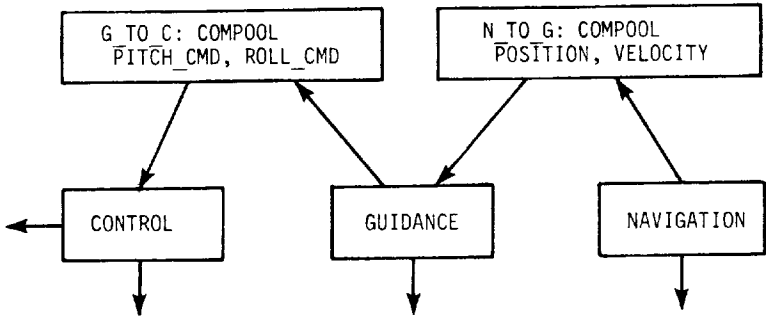 G_TO_C: COMPOOL
PITCH_CMD, ROLL_CMD
N_TO_G: COMPOOL
POSITION, VELOCITY
CONTROL
GUIDANCE
NAVIGATION